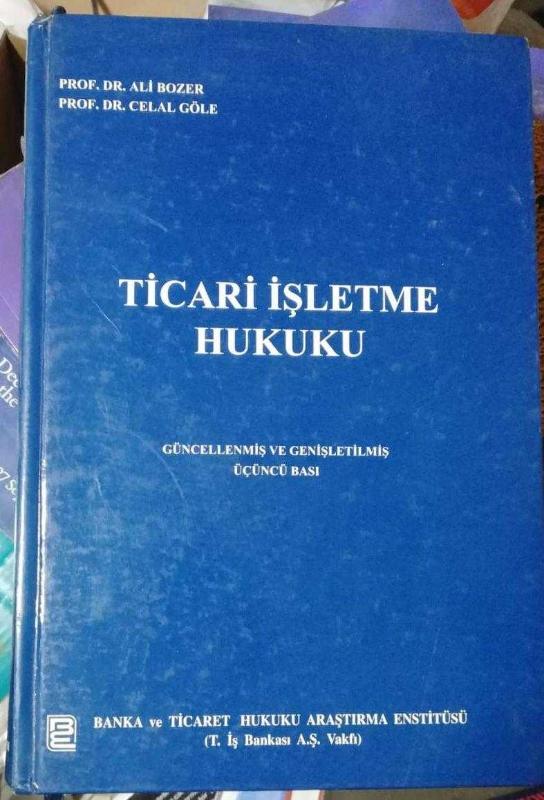 PROF. DR. ALİ BOZER
PROF. DR. CELAL GÖLE
TİCARİ İŞLETME
HUKUKU
GÜNCELLENMİŞ VE GENİŞLETİLMİŞ
ÜÇÜNCÜ BASI
BANKA ve TİCARET HUKUKU ARAŞTIRMA ENSTİTÜSÜ
(T. İş Bankası A.Ş. Vakfı)
the